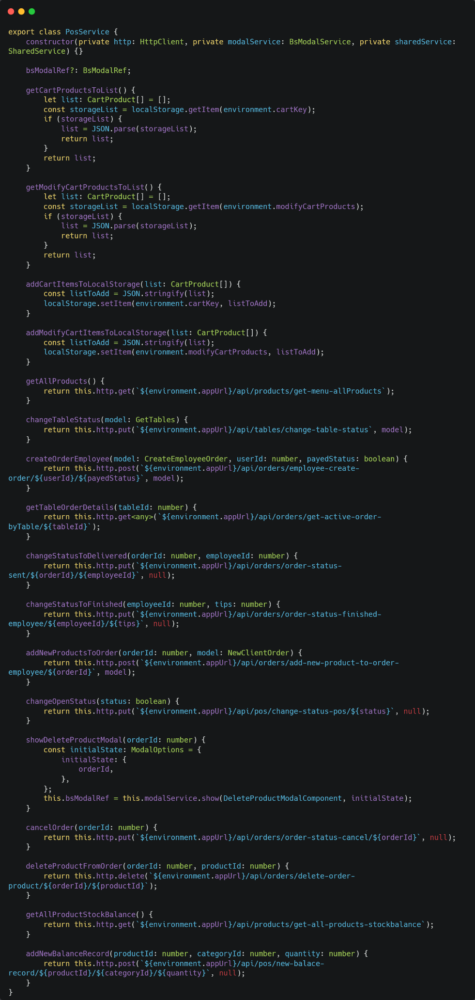 export class PosService {
    constructor(private http: HttpClient, private modalService: BsModalService, private sharedService:
SharedService) {}

    bsModalRef?: BsModalRef;

    getCartProductsToList() {
        let list: CartProduct[] = [];
        const storageList = localStorage.getItem(environment.cartKey);
        if (storageList) {
            list = JSON.parse(storageList);
            return list;
        }
        return list;
    }

    getModifyCartProductsToList() {
        let list: CartProduct[] = [];
        const storageList = localStorage.getItem(environment.modifyCartProducts);
        if (storageList) {
            list = JSON.parse(storageList);
            return list;
        }
        return list;
    }

    addCartItemsToLocalStorage(list: CartProduct[]) {
        const listToAdd = JSON.stringify(list);
        localStorage.setItem(environment.cartKey, listToAdd);
    }

    addModifyCartItemsToLocalStorage(list: CartProduct[]) {
        const listToAdd = JSON.stringify(list);
        localStorage.setItem(environment.modifyCartProducts, listToAdd);
    }

    getAllProducts() {
        return this.http.get(`${environment.appUrl}/api/products/get-menu-allProducts`);
    }

    changeTableStatus(model: GetTables) {
        return this.http.put(`${environment.appUrl}/api/tables/change-table-status`, model);
    }

    createOrderEmployee(model: CreateEmployeeOrder, userId: number, payedStatus: boolean) {
        return this.http.post(`${environment.appUrl}/api/orders/employee-create-
order/${userId}/${payedStatus}`, model);
    }

    getTableOrderDetails(tableId: number) {
        return this.http.get<any>(`${environment.appUrl}/api/orders/get-active-order-
byTable/${tableId}`);
    }

    changeStatusToDelivered(orderId: number, employeeId: number) {
        return this.http.put(`${environment.appUrl}/api/orders/order-status-
sent/${orderId}/${employeeId}`, null);
    }

    changeStatusToFinished(employeeId: number, tips: number) {
        return this.http.put(`${environment.appUrl}/api/orders/order-status-finished-
employee/${employeeId}/${tips}`, null);
    }

    addNewProductsToOrder(orderId: number, model: NewClientOrder) {
        return this.http.post(`${environment.appUrl}/api/orders/add-new-product-to-order-
employee/${orderId}`, model);
    }

    changeOpenStatus(status: boolean) {
        return this.http.put(`${environment.appUrl}/api/pos/change-status-pos/${status}`, null);
    }

    showDeleteProductModal(orderId: number) {
        const initialState: ModalOptions = {
            initialState: {
                orderId,
            },
        };
        this.bsModalRef = this.modalService.show(DeleteProductModalComponent, initialState);
    }

    cancelOrder(orderId: number) {
        return this.http.put(`${environment.appUrl}/api/orders/order-status-cancel/${orderId}`, null);
    }

    deleteProductFromOrder(orderId: number, productId: number) {
        return this.http.delete(`${environment.appUrl}/api/orders/delete-order-
product/${orderId}/${productId}`);
    }

    getAllProductStockBalance() {
        return this.http.get(`${environment.appUrl}/api/products/get-all-products-stockbalance`);
    }

    addNewBalanceRecord(productId: number, categoryId: number, quantity: number) {
        return this.http.post(`${environment.appUrl}/api/pos/new-balace-
record/${productId}/${categoryId}/${quantity}`, null);
    }
}